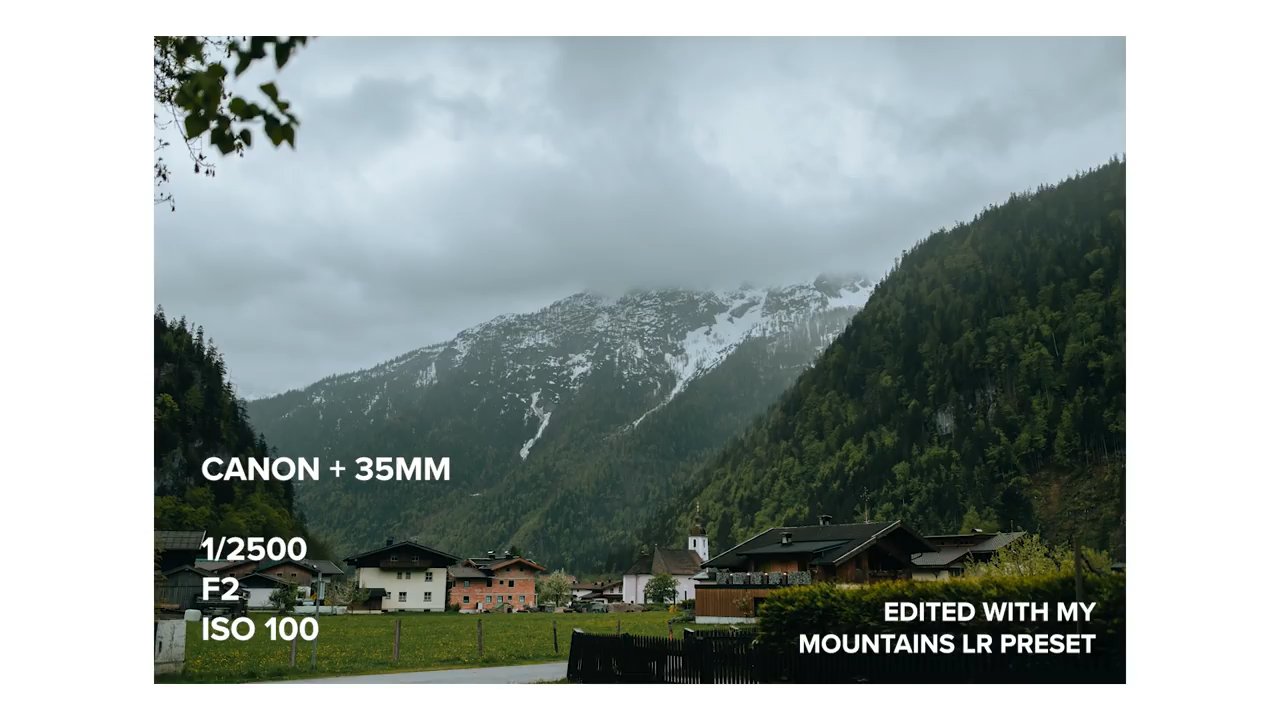 CANON + 35MM
1/2500
F2
ISO 100
EDITED WITH MY
MOUNTAINS LR PRESET